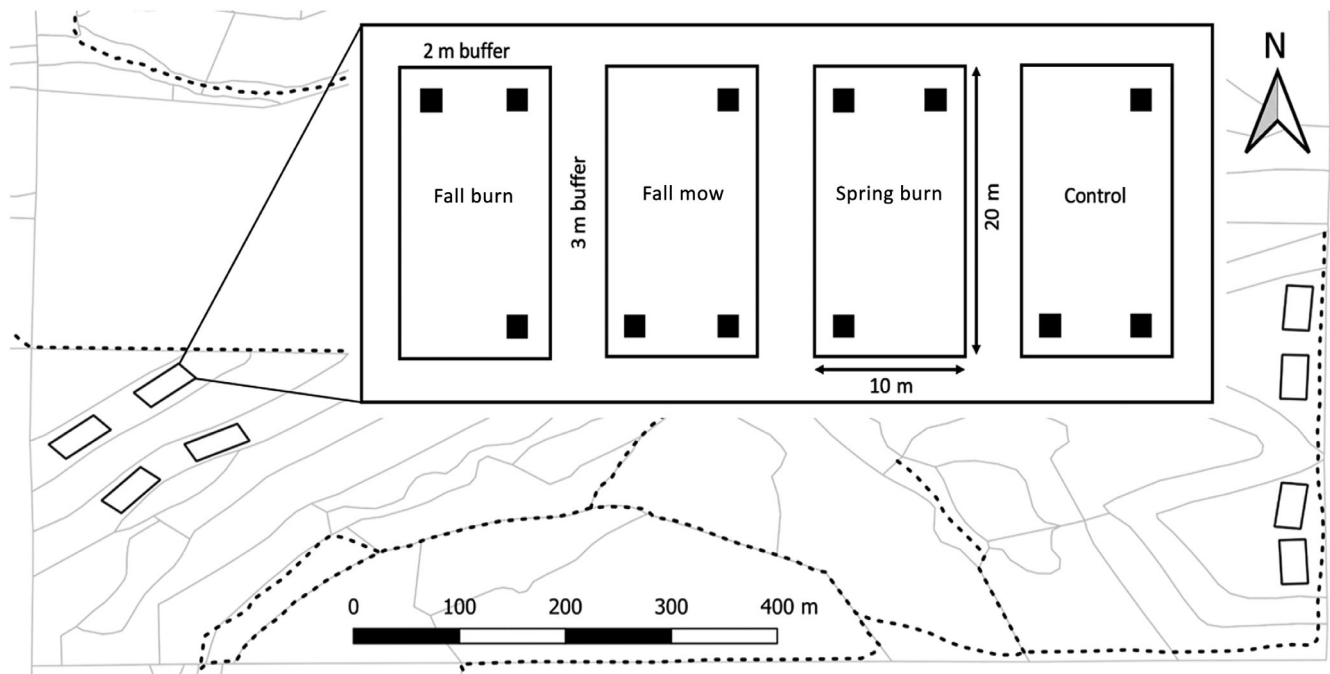 2 m buffer
N
Fall burn
3 m buffer
Fall mow
Spring burn
20 m
Control
10 m
0 100 200 300 400 m